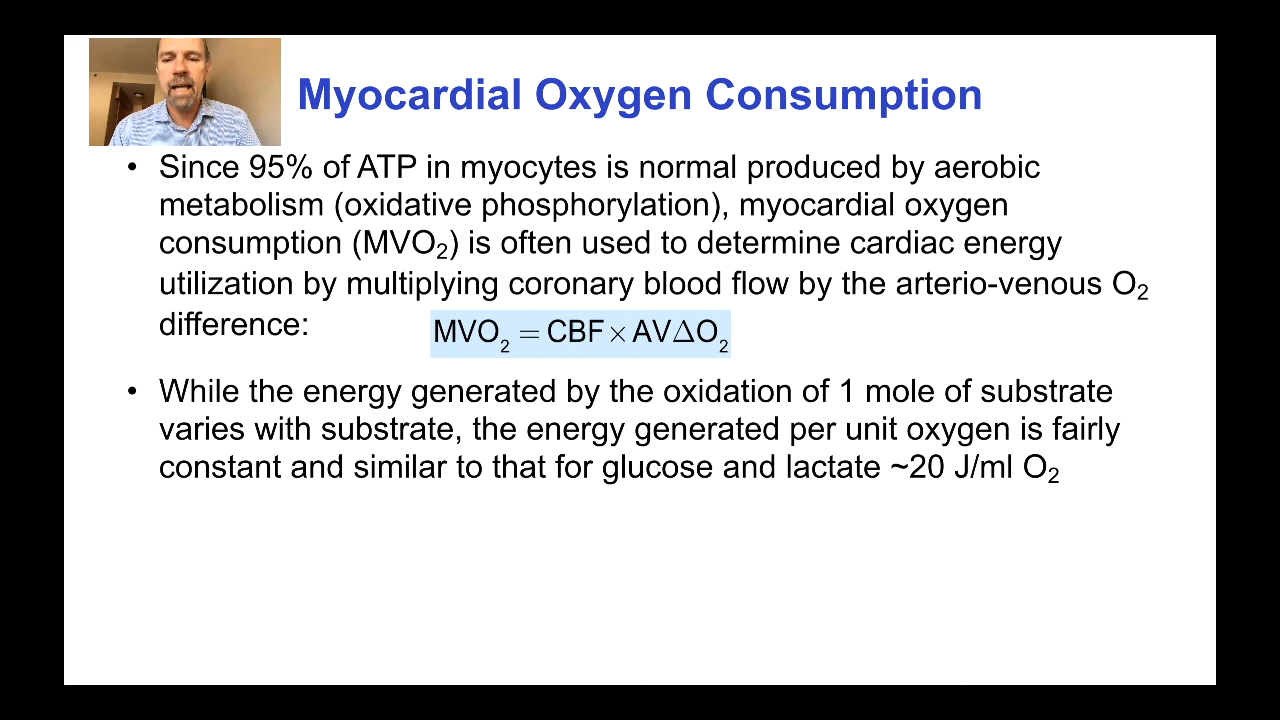 Myocardial Oxygen Consumption
• Since 95% of ATP in myocytes is normal produced by aerobic
metabolism (oxidative phosphorylation), myocardial oxygen
consumption (MVO₂) is often used to determine cardiac energy
utilization by multiplying coronary blood flow by the arterio-venous O₂
difference:
MVO₂ = CBF × AVΔO₂
• While the energy generated by the oxidation of 1 mole of substrate
varies with substrate, the energy generated per unit oxygen is fairly
constant and similar to that for glucose and lactate ~20 J/ml O₂